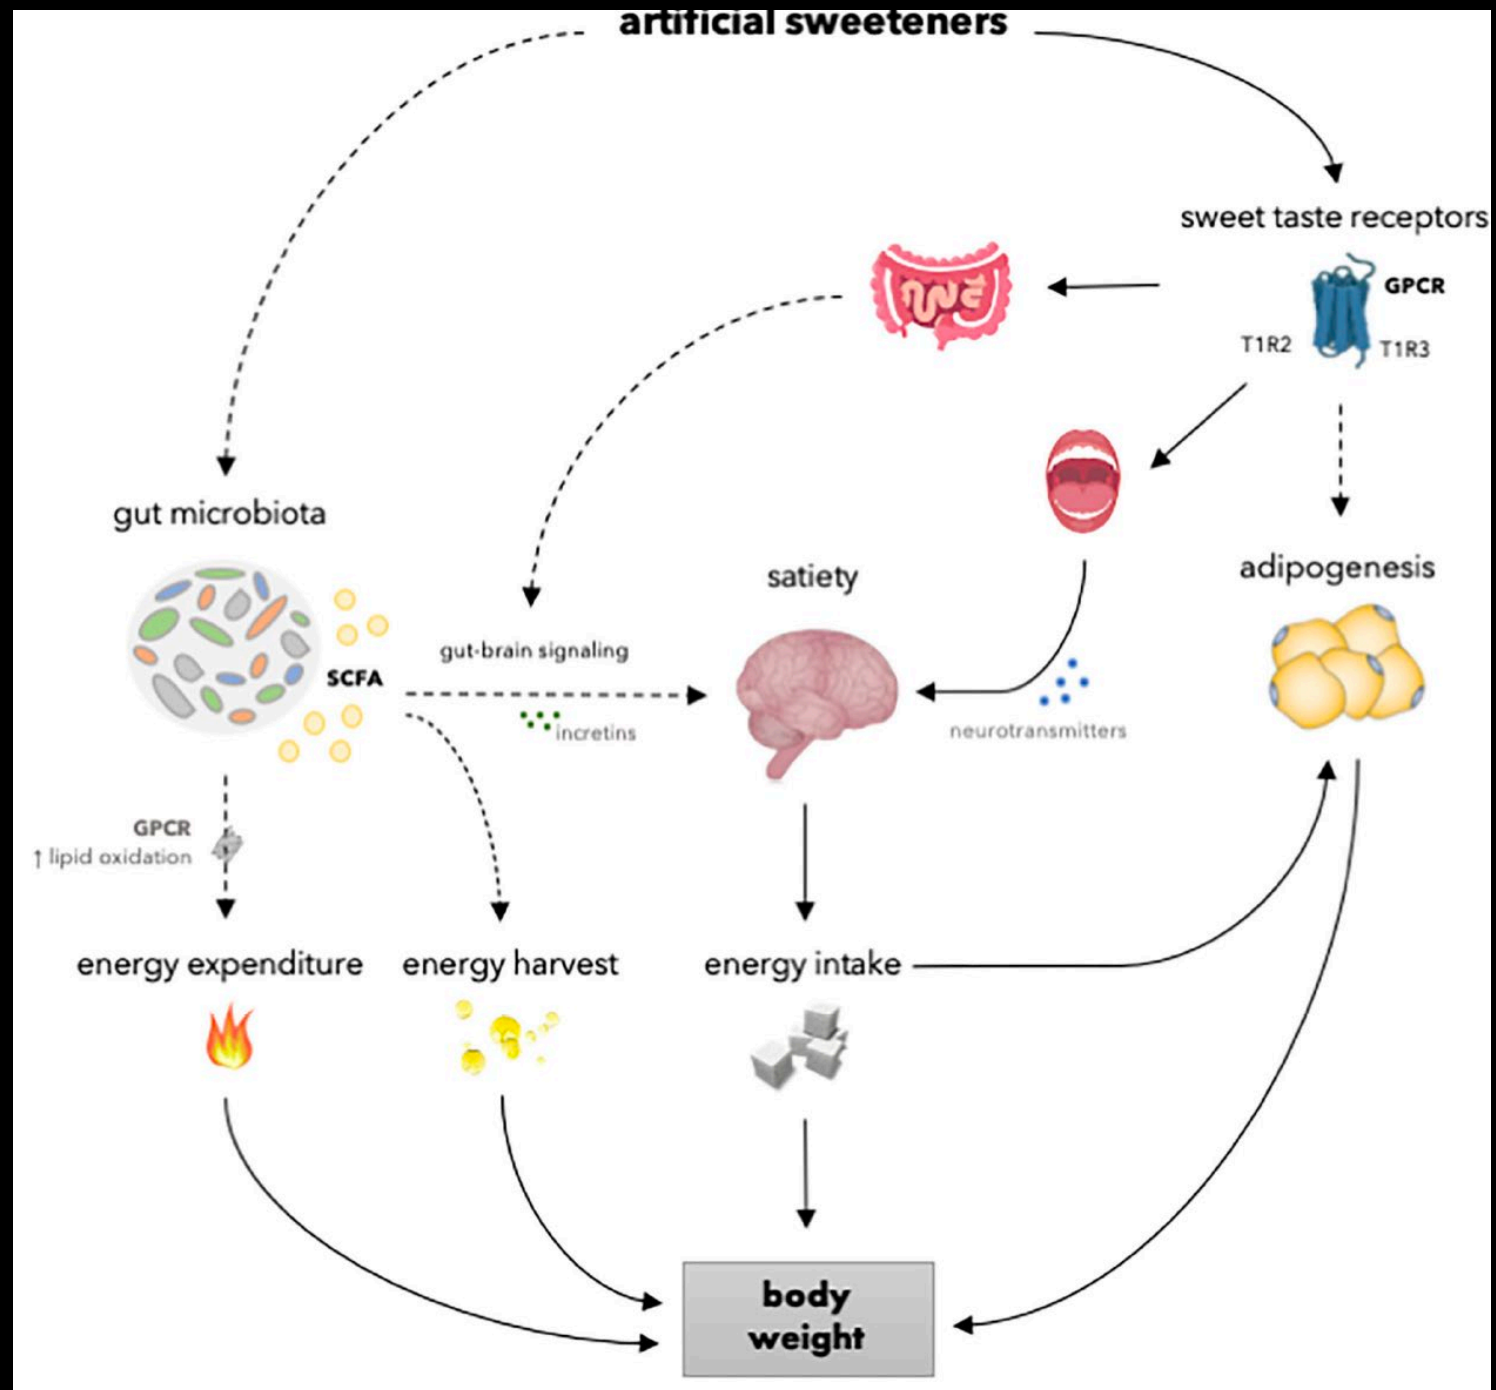 artificial sweeteners
sweet taste receptors
GPCR
T1R2
T1R3
gut microbiota
satiety
adipogenesis
gut-brain signaling
SCFA
incretins
neurotransmitters
GPCR
↑ lipid oxidation
energy expenditure
energy harvest
energy intake
body
weight